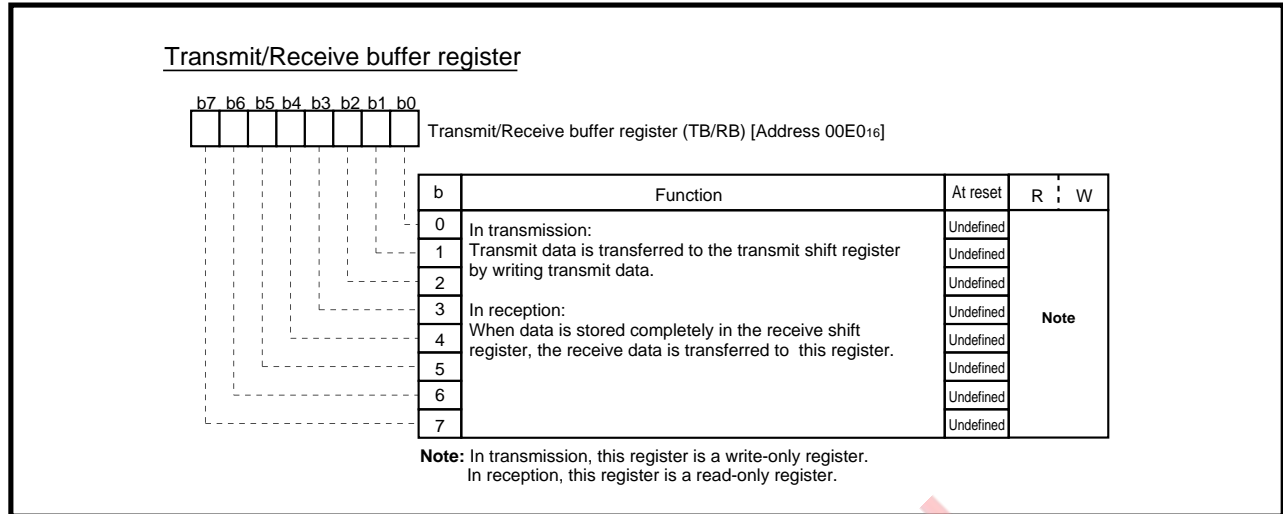 Transmit/Receive buffer register
b7 b6 b5 b4 b3 b2 b1 b0
Transmit/Receive buffer register (TB/RB) [Address 00E016]
b Function At reset R W
0 In transmission: Undefined
1 Transmit data is transferred to the transmit shift register Undefined
2 by writing transmit data. Undefined
3 In reception: Undefined Note
4 When data is stored completely in the receive shift Undefined
5 register, the receive data is transferred to this register. Undefined
6 Undefined
7 Undefined
Note: In transmission, this register is a write-only register.
In reception, this register is a read-only register.